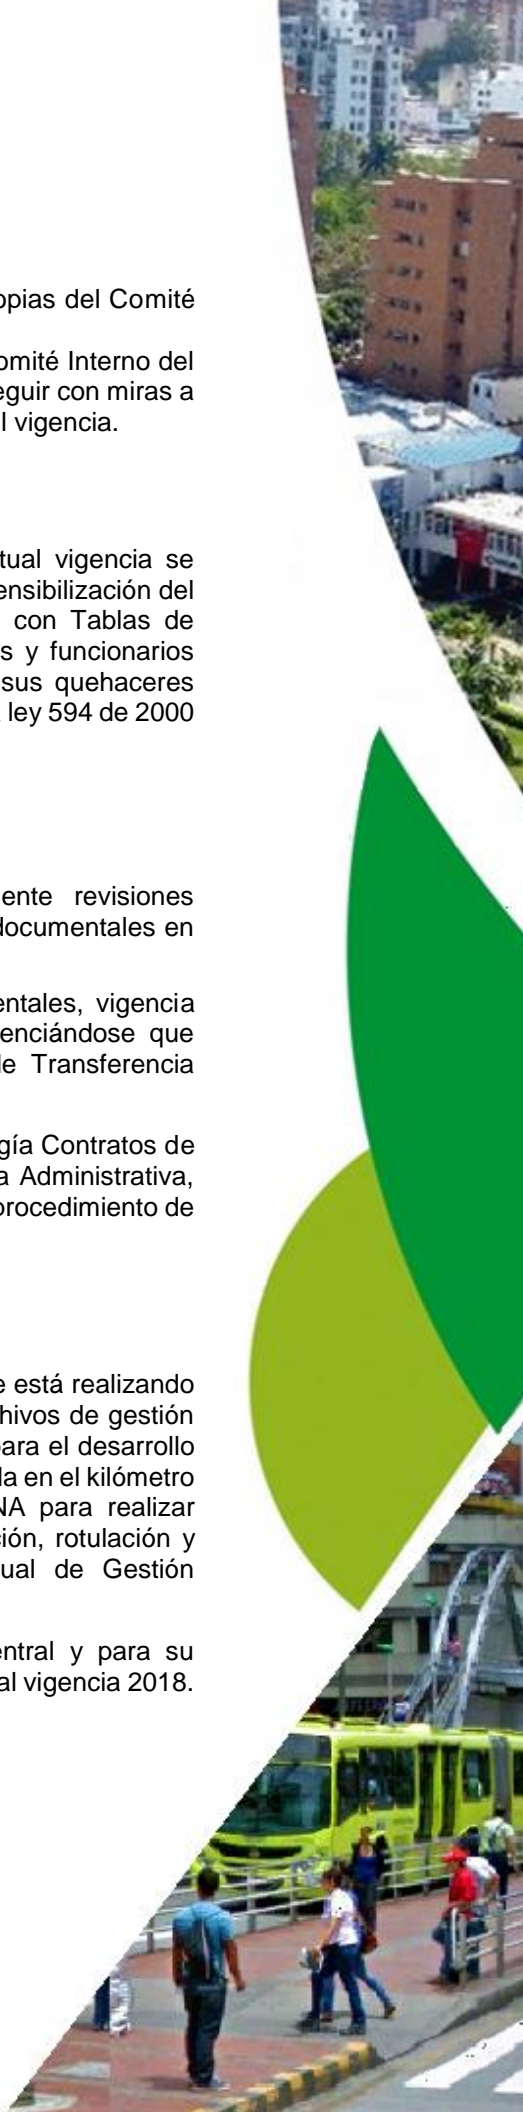 opias del Comité
omité Interno del
eguir con miras a
l vigencia.
tual vigencia se
ensibilización del
con Tablas de
s y funcionarios
sus quehaceres
ley 594 de 2000
ente revisiones
documentales en
entales, vigencia
enciándose que
le Transferencia
gía Contratos de
a Administrativa,
procedimiento de
e está realizando
hivos de gestión
para el desarrollo
la en el kilómetro
NA para realizar
ción, rotulación y
ual de Gestión
entral y para su
al vigencia 2018.